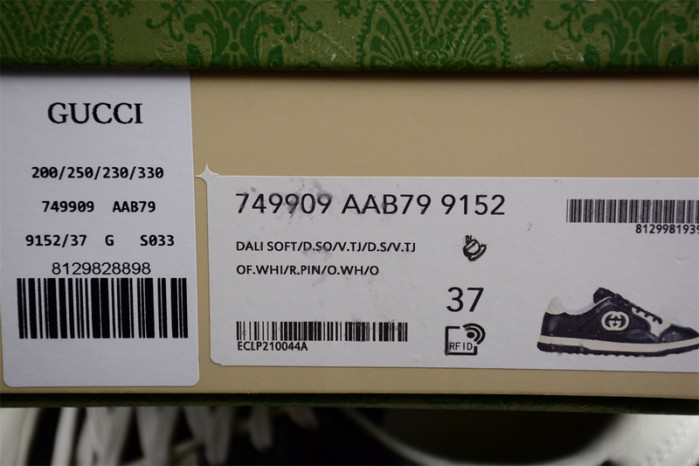 GUCCI
200/250/230/330
749909 AAB79
9152/37 G S033
8129828898
749909 AAB79 9152
DALI SOFT/D.SO/V.TJ/D.S/V.TJ
OF.WHI/R.PIN/O.WH/O
37
RFID
ECLP210044A
8129981939